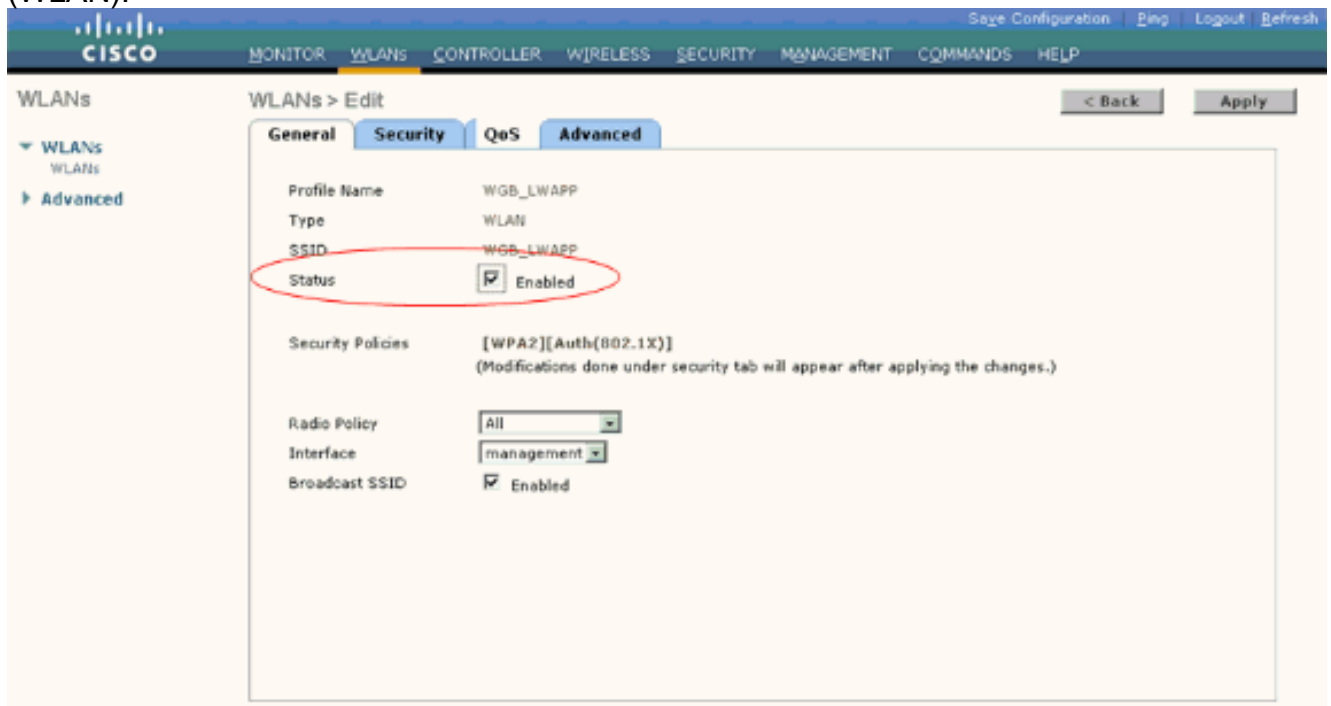 (WLAN).
Save Configuration Ping Logout Refresh
CISCO MONITOR WLANs CONTROLLER WIRELESS SECURITY MANAGEMENT COMMANDS HELP
WLANs
WLANs
WLANs
Advanced
WLANs > Edit
< Back Apply
General Security QoS Advanced
Profile Name WGB_LWAPP
Type WLAN
SSID WGB_LWAPP
Status Enabled
Security Policies [WPA2][Auth(802.1X)]
(Modifications done under security tab will appear after applying the changes.)
Radio Policy All
Interface management
Broadcast SSID Enabled